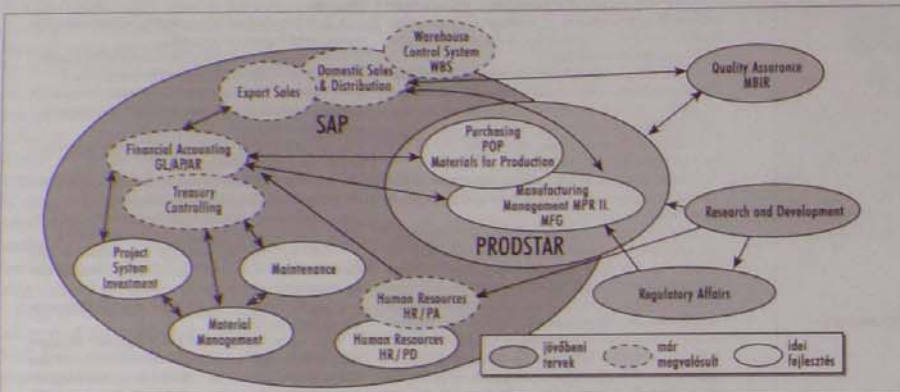 Warehouse
Control System
WBS
Domestic Sales
& Distribution
Export Sales
Quality Assurance
MBIR
SAP
Purchasing
POP
Materials for Production
Financial Accounting
GL/AP/AR
Treasury
Controlling
Manufacturing
Management MPR II.
MFG
Research and Development
PRODSTAR
Project
System
Investment
Maintenance
Human Resources
HR/PA
Regulatory Affairs
Material
Management
Human Resources
HR/PD
jövőbeni
tervek
már
megvalósult
idei
fejlesztés